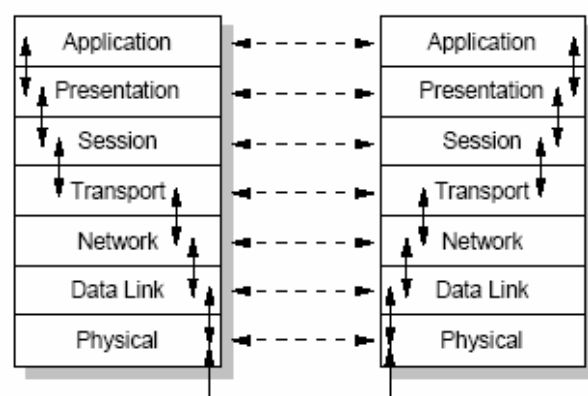 Application
Presentation
Session
Transport
Network
Data Link
Physical
Application
Presentation
Session
Transport
Network
Data Link
Physical